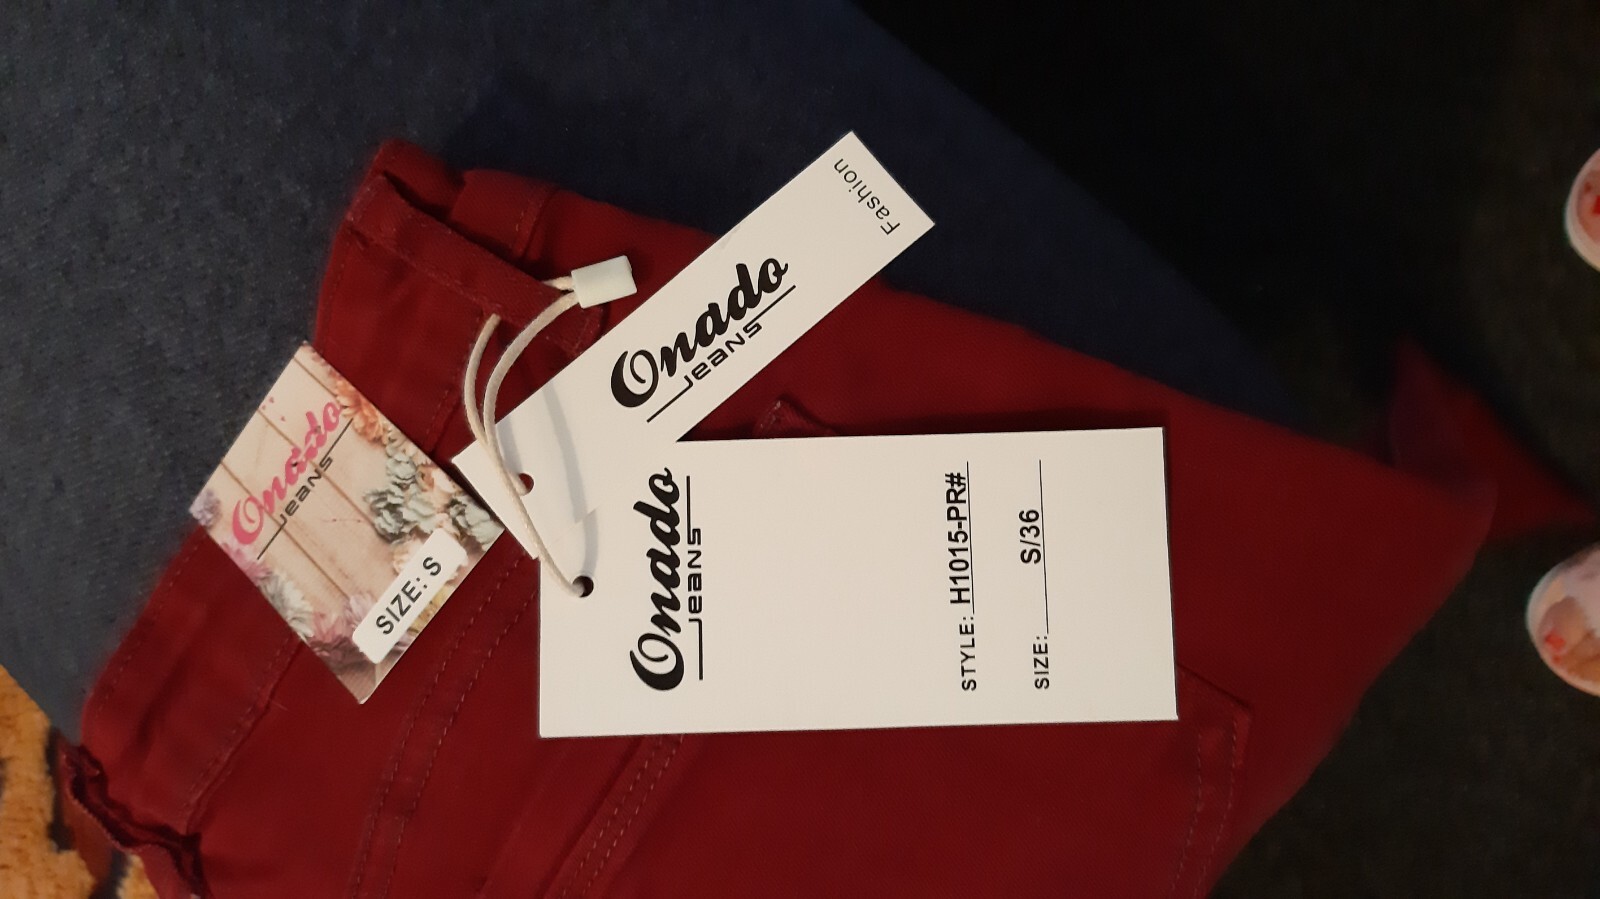 Onado
JEANS
SIZE: S
Onado
JEANS
Fashion
Onado
JEANS
STYLE: H1015-PR#
SIZE: S/36